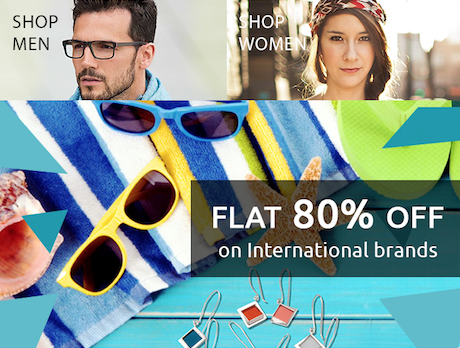 SHOP
MEN
SHOP
WOMEN
FLAT 80% OFF
on International brands